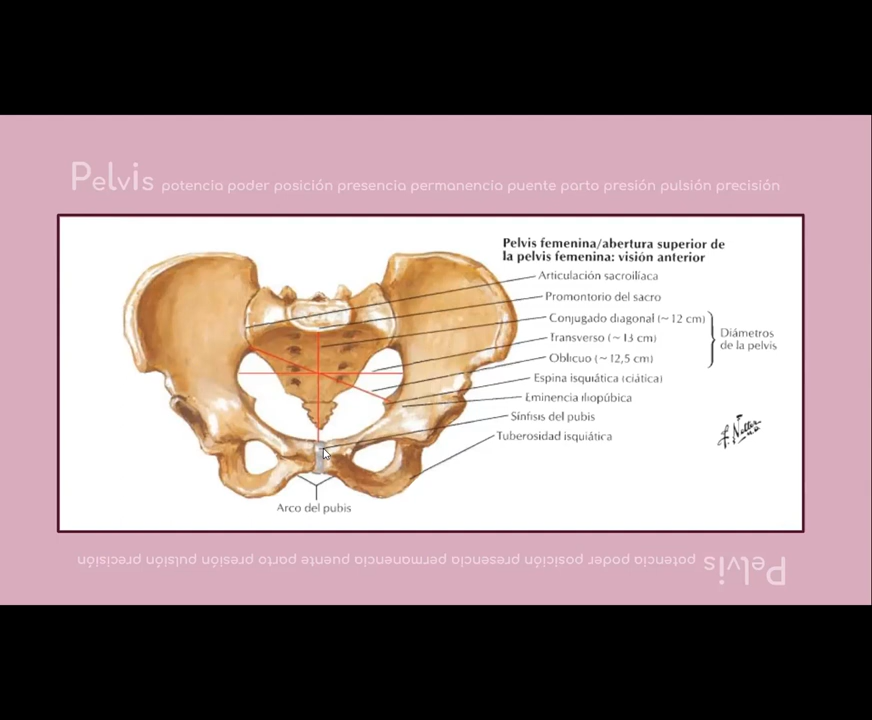 Pelvis potencia poder posición presencia permanencia puente parto presión pulsión precisión
Pelvis femenina/abertura superior de
la pelvis femenina: visión anterior
Articulación sacroilíaca
Promontorio del sacro
Conjugado diagonal (~12 cm)
Transverso (~13 cm)
Oblicuo (~12,5 cm)
Diámetros
de la pelvis
Espina isquiática (ciática)
Eminencia iliopúbica
Sínfisis del pubis
Tuberosidad isquiática
F. Netter
Arco del pubis
Pelvis potencia poder posición presencia permanencia puente parto presión pulsión precisión